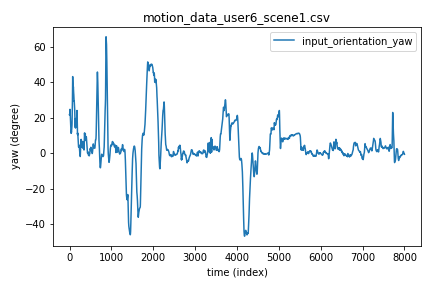 motion_data_user6_scene1.csv
input_orientation_yaw
yaw (degree)
60
40
20
0
−20
−40
0 1000 2000 3000 4000 5000 6000 7000 8000
time (index)